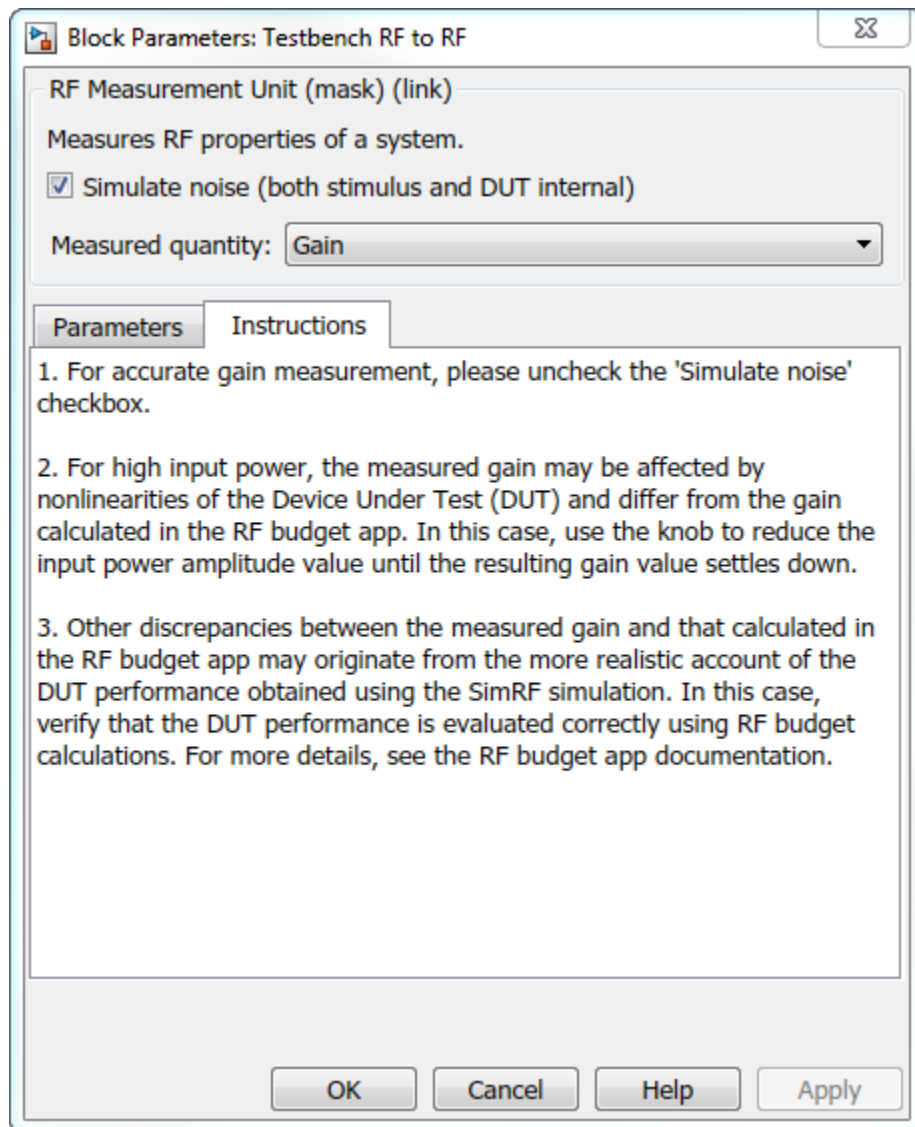 Block Parameters: Testbench RF to RF
RF Measurement Unit (mask) (link)
Measures RF properties of a system.
Simulate noise (both stimulus and DUT internal)
Measured quantity: Gain
Parameters Instructions
1. For accurate gain measurement, please uncheck the 'Simulate noise'
checkbox.
2. For high input power, the measured gain may be affected by
nonlinearities of the Device Under Test (DUT) and differ from the gain
calculated in the RF budget app. In this case, use the knob to reduce the
input power amplitude value until the resulting gain value settles down.
3. Other discrepancies between the measured gain and that calculated in
the RF budget app may originate from the more realistic account of the
DUT performance obtained using the SimRF simulation. In this case,
verify that the DUT performance is evaluated correctly using RF budget
calculations. For more details, see the RF budget app documentation.
OK Cancel Help Apply